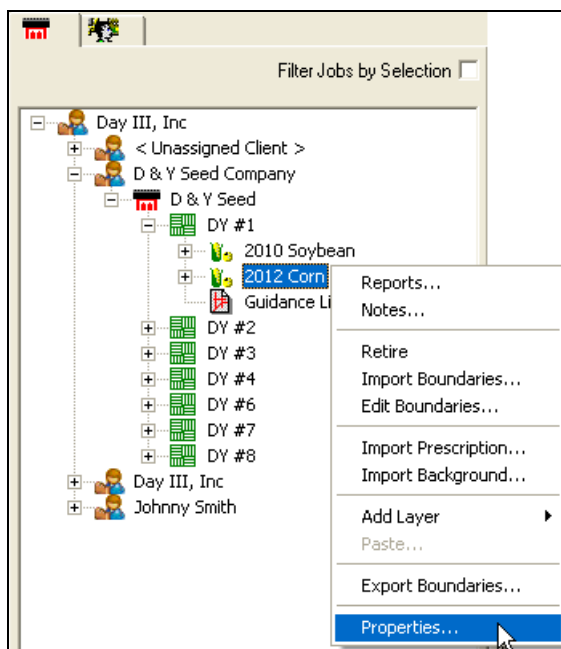 Filter Jobs by Selection
Day III, Inc
< Unassigned Client >
D & Y Seed Company
D & Y Seed
DY #1
2010 Soybean
2012 Corn
Guidance Li
DY #2
DY #3
DY #4
DY #6
DY #7
DY #8
Day III, Inc
Johnny Smith
Reports...
Notes...
Retire
Import Boundaries...
Edit Boundaries...
Import Prescription...
Import Background...
Add Layer
Paste...
Export Boundaries...
Properties...